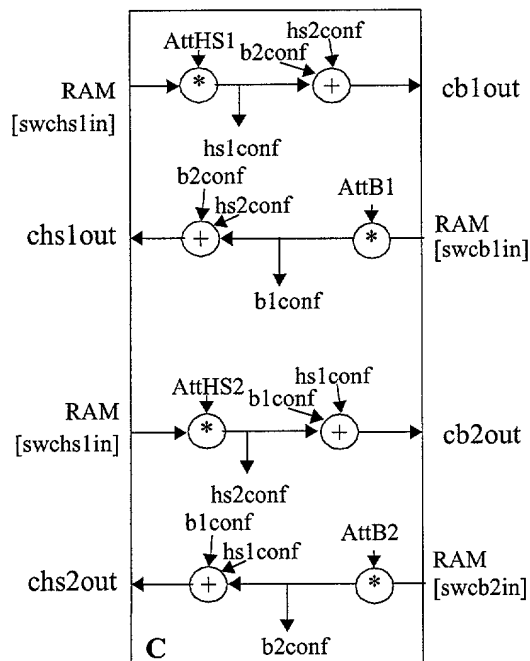 hs2conf
AttHS1
b2conf
RAM
[swchs1in]
*
+
cb1out
hs1conf
b2conf
hs2conf
AttB1
chs1out
+
*
RAM
[swcb1in]
b1conf
hs1conf
AttHS2
b1conf
RAM
[swchs1in]
*
+
cb2out
hs2conf
b1conf
hs1conf
AttB2
chs2out
+
*
RAM
[swcb2in]
b2conf
C